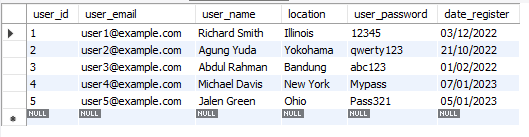 user_id user_email user_name location user_password date_register
1 user1@example.com Richard Smith Illinois 12345 03/12/2022
2 user2@example.com Agung Yuda Yokohama qwerty123 21/10/2022
3 user3@example.com Abdul Rahman Bandung abc123 01/02/2022
4 user4@example.com Michael Davis New York Mypass 07/01/2023
5 user5@example.com Jalen Green Ohio Pass321 05/01/2023
NULL NULL NULL NULL NULL NULL